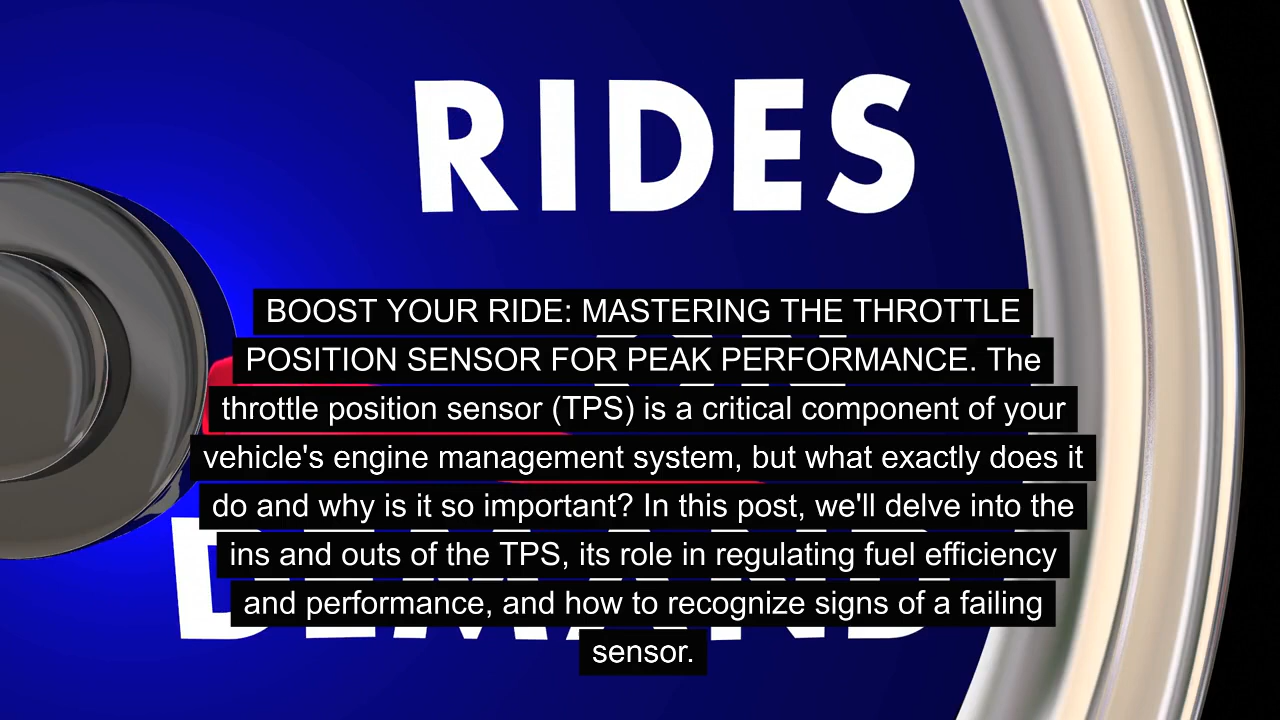 RIDES
BOOST YOUR RIDE: MASTERING THE THROTTLE
POSITION SENSOR FOR PEAK PERFORMANCE. The
throttle position sensor (TPS) is a critical component of your
vehicle's engine management system, but what exactly does it
do and why is it so important? In this post, we'll delve into the
ins and outs of the TPS, its role in regulating fuel efficiency
and performance, and how to recognize signs of a failing
sensor.
DEMAND